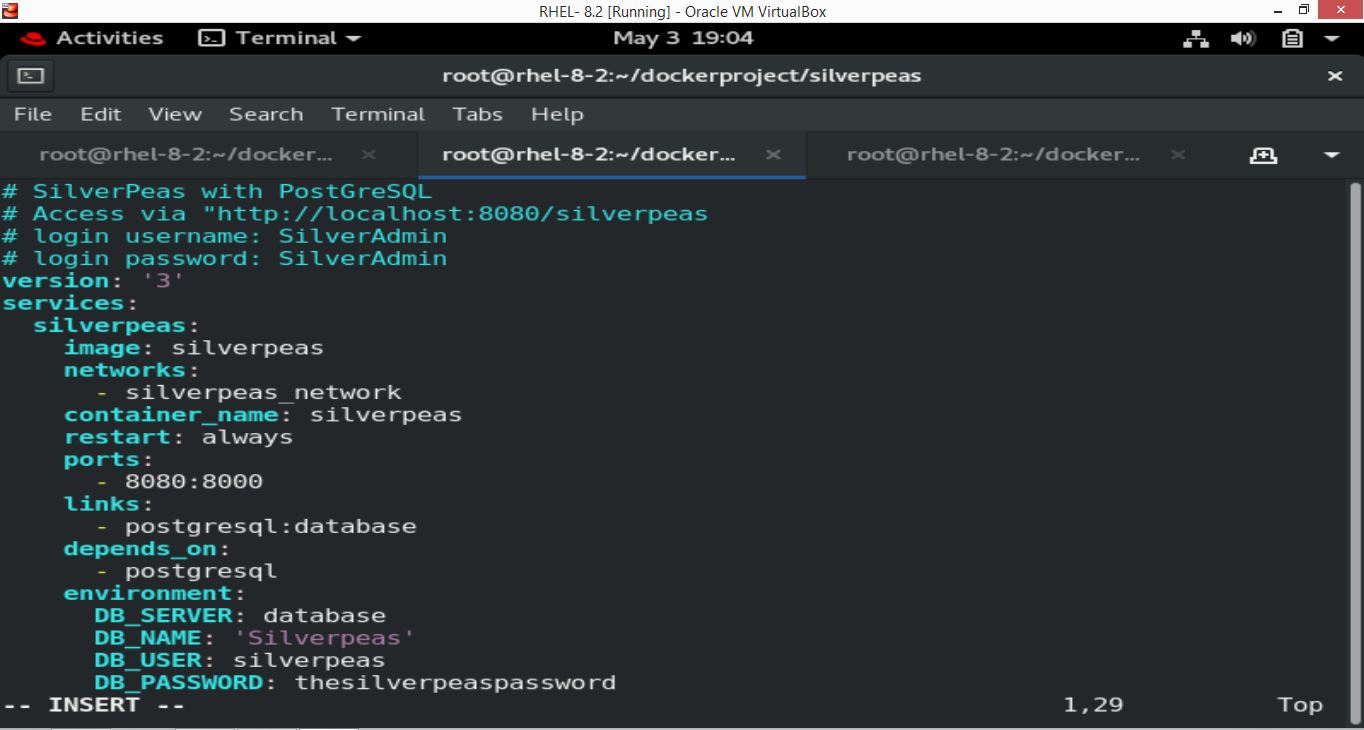 RHEL- 8.2 [Running] - Oracle VM VirtualBox
Activities Terminal May 3 19:04
root@rhel-8-2:~/dockerproject/silverpeas
File Edit View Search Terminal Tabs Help
root@rhel-8-2:~/docker... root@rhel-8-2:~/docker... root@rhel-8-2:~/docker...
# SilverPeas with PostGreSQL
# Access via "http://localhost:8080/silverpeas
# login username: SilverAdmin
# login password: SilverAdmin
version: '3'
services:
  silverpeas:
    image: silverpeas
    networks:
      - silverpeas_network
    container_name: silverpeas
    restart: always
    ports:
      - 8080:8000
    links:
      - postgresql:database
    depends_on:
      - postgresql
    environment:
      DB_SERVER: database
      DB_NAME: 'Silverpeas'
      DB_USER: silverpeas
      DB_PASSWORD: thesilverpeaspassword
-- INSERT -- 1,29 Top